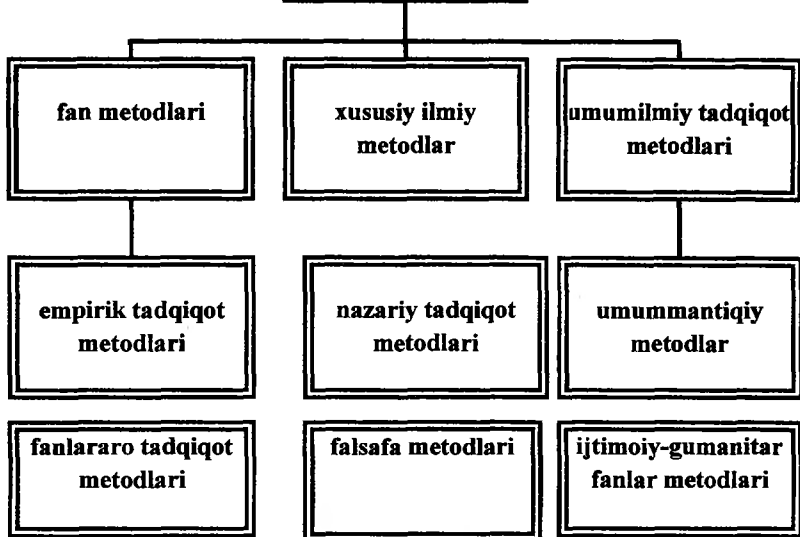 fan metodlari
xususiy ilmiy
metodlar
umumilmiy tadqiqot
metodlari
empirik tadqiqot
metodlari
nazariy tadqiqot
metodlari
umummantiqiy
metodlar
fanlararo tadqiqot
metodlari
falsafa metodlari
ijtimoiy-gumanitar
fanlar metodlari